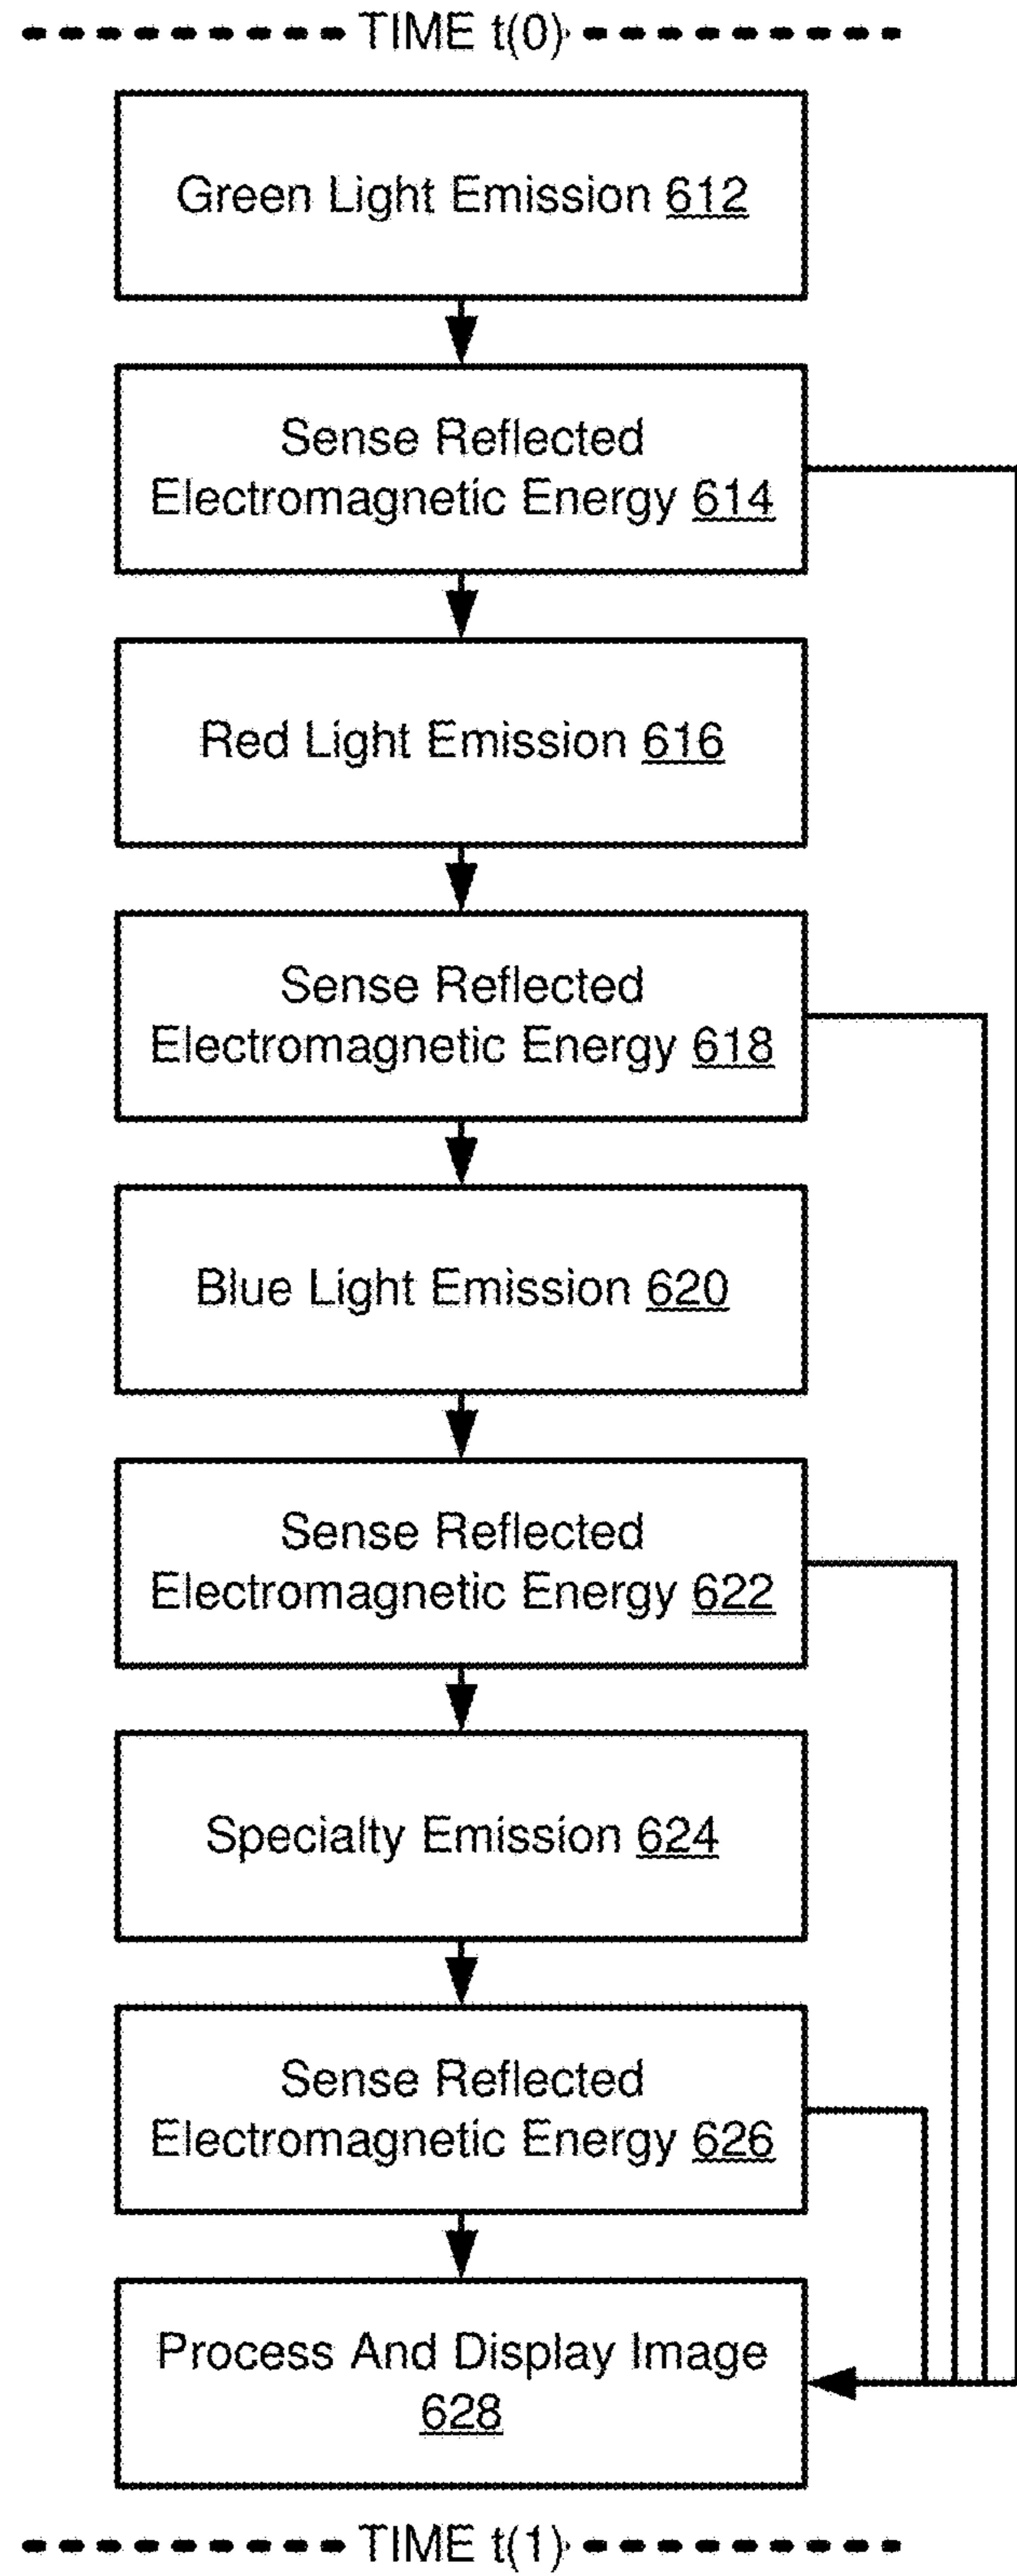 TIME t(0)
Green Light Emission 612
Sense Reflected
Electromagnetic Energy 614
Red Light Emission 616
Sense Reflected
Electromagnetic Energy 618
Blue Light Emission 620
Sense Reflected
Electromagnetic Energy 622
Specialty Emission 624
Sense Reflected
Electromagnetic Energy 626
Process And Display Image
628
TIME t(1)